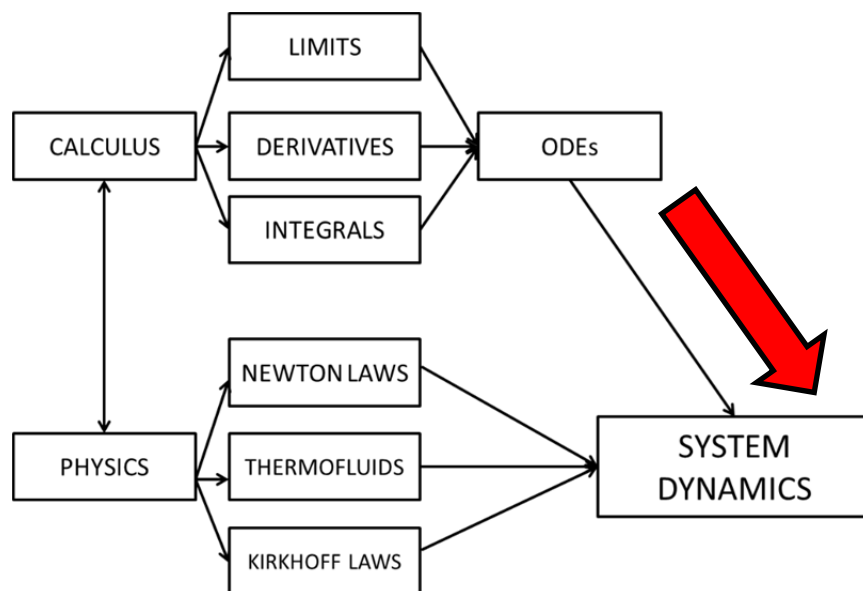 LIMITS
CALCULUS
DERIVATIVES
ODEs
INTEGRALS
NEWTON LAWS
PHYSICS
THERMOFLUIDS
SYSTEM
DYNAMICS
KIRKHOFF LAWS